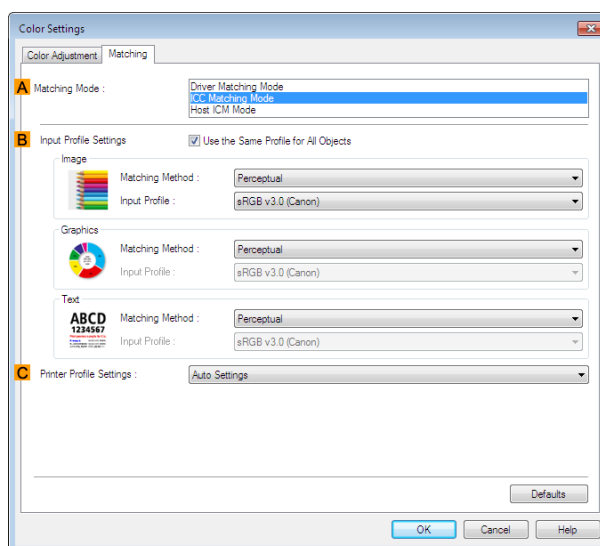 Color Settings
Color Adjustment Matching
A Matching Mode : Driver Matching Mode
ICC Matching Mode
Host ICM Mode
B Input Profile Settings Use the Same Profile for All Objects
Image
Matching Method : Perceptual
Input Profile : sRGB v3.0 (Canon)
Graphics
Matching Method : Perceptual
Input Profile : sRGB v3.0 (Canon)
Text
ABCD
1234567
Matching Method : Perceptual
Input Profile : sRGB v3.0 (Canon)
C Printer Profile Settings : Auto Settings
Defaults
OK Cancel Help